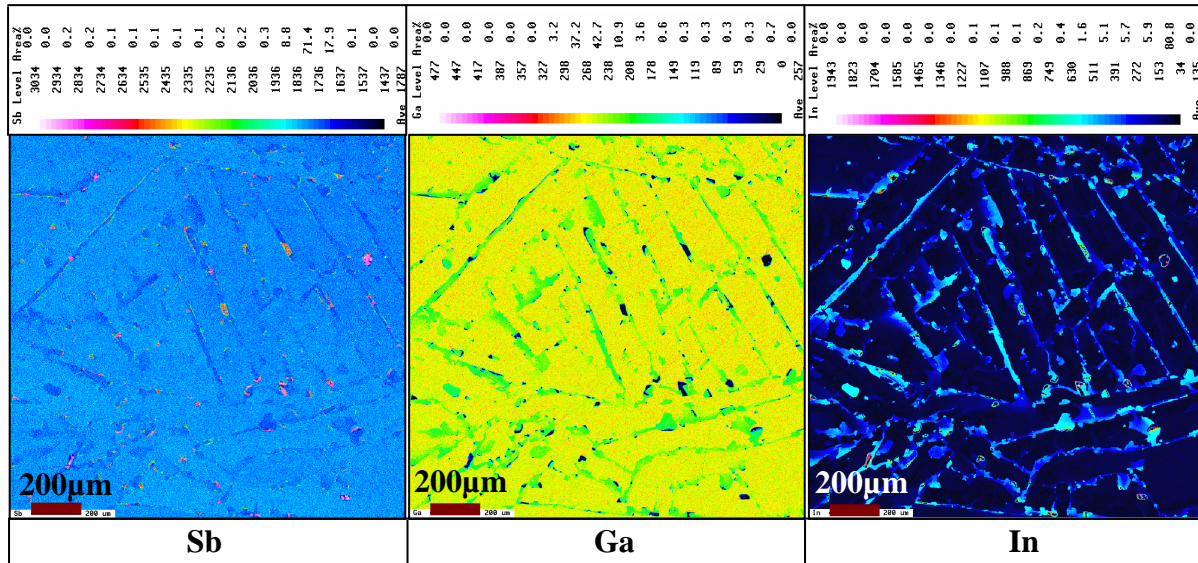 Sb Level Area%
0.0 0.0 0.2 0.2 0.1 0.1 0.1 0.1 0.1 0.2 0.2 0.3 8.8 71.4 17.9 0.1 0.0 0.0
3034 2934 2834 2734 2634 2535 2435 2335 2235 2136 2036 1936 1836 1736 1637 1537 1437
Ave 1787
Ga Level Area%
0.0 0.0 0.0 0.0 0.0 3.2 37.2 42.7 10.9 3.6 0.6 0.3 0.3 0.3 0.7 0.0
477 447 417 387 357 327 298 268 238 208 178 149 119 89 59 29 0
Ave 257
In Level Area%
0.0 0.0 0.0 0.0 0.0 0.0 0.1 0.1 0.1 0.2 0.4 1.6 5.1 5.7 5.9 80.8 0.0
1943 1823 1704 1585 1465 1346 1227 1107 988 869 749 630 511 391 272 153 34
135
200μm
Sb 200 um
200μm
Ga 200 um
200μm
In 200 um
Sb
Ga
In